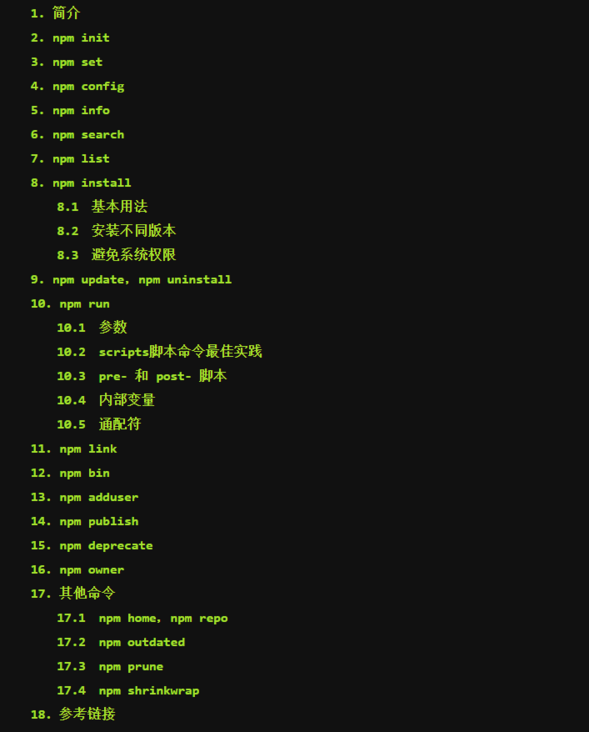 1. 简介
2. npm init
3. npm set
4. npm config
5. npm info
6. npm search
7. npm list
8. npm install
8.1 基本用法
8.2 安装不同版本
8.3 避免系统权限
9. npm update, npm uninstall
10. npm run
10.1 参数
10.2 scripts脚本命令最佳实践
10.3 pre- 和 post- 脚本
10.4 内部变量
10.5 通配符
11. npm link
12. npm bin
13. npm adduser
14. npm publish
15. npm deprecate
16. npm owner
17. 其他命令
17.1 npm home, npm repo
17.2 npm outdated
17.3 npm prune
17.4 npm shrinkwrap
18. 参考链接